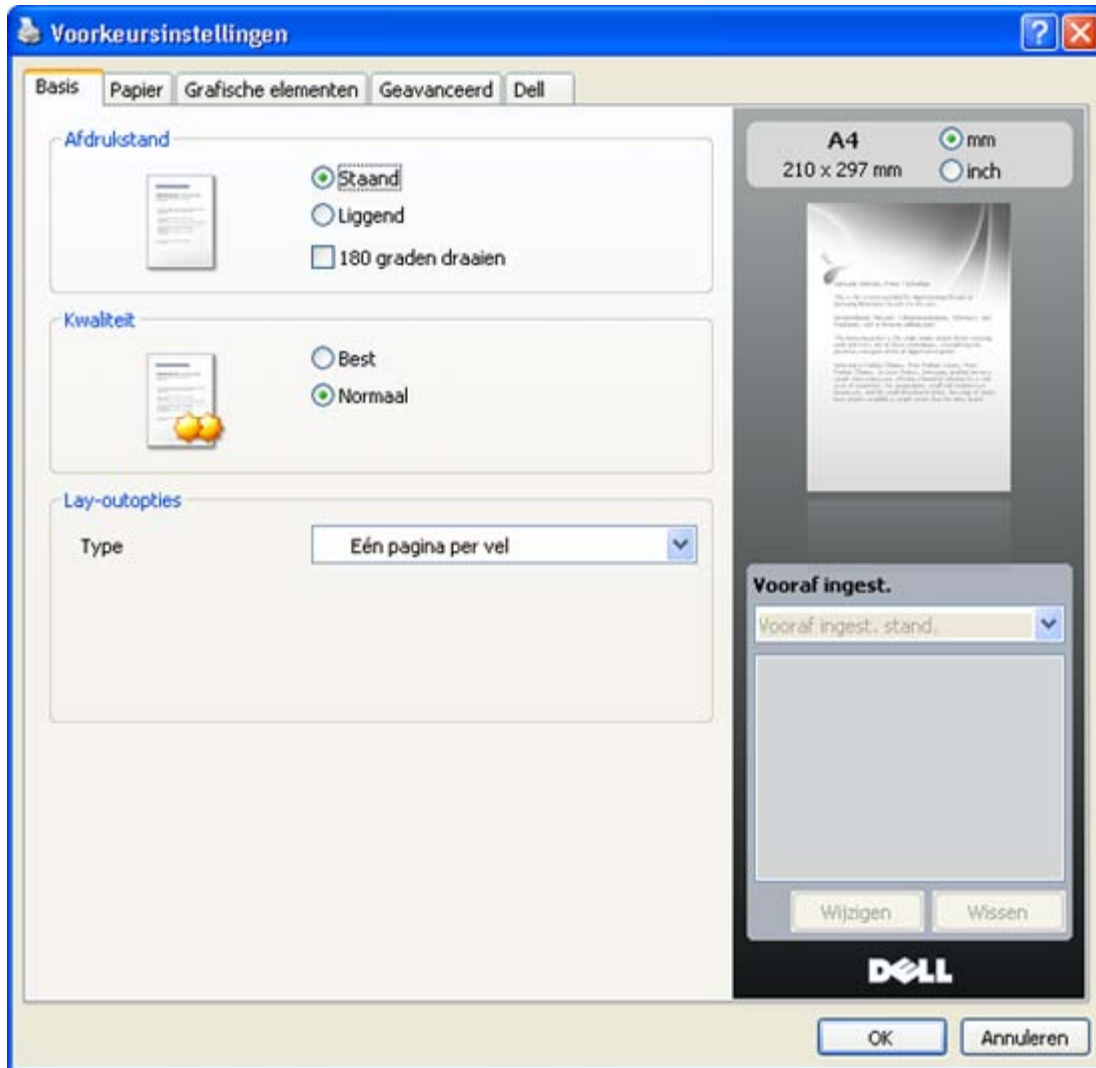 Voorkeursinstellingen
Basis
Papier
Grafische elementen
Geavanceerd
Dell
Afdrukstand
Staand
Liggend
180 graden draaien
Kwaliteit
Best
Normaal
Lay-outopties
Type
Eén pagina per vel
A4
210 x 297 mm
mm
inch
Vooraf ingest.
Vooraf ingest. stand.
Wijzigen
Wissen
DELL
OK
Annuleren